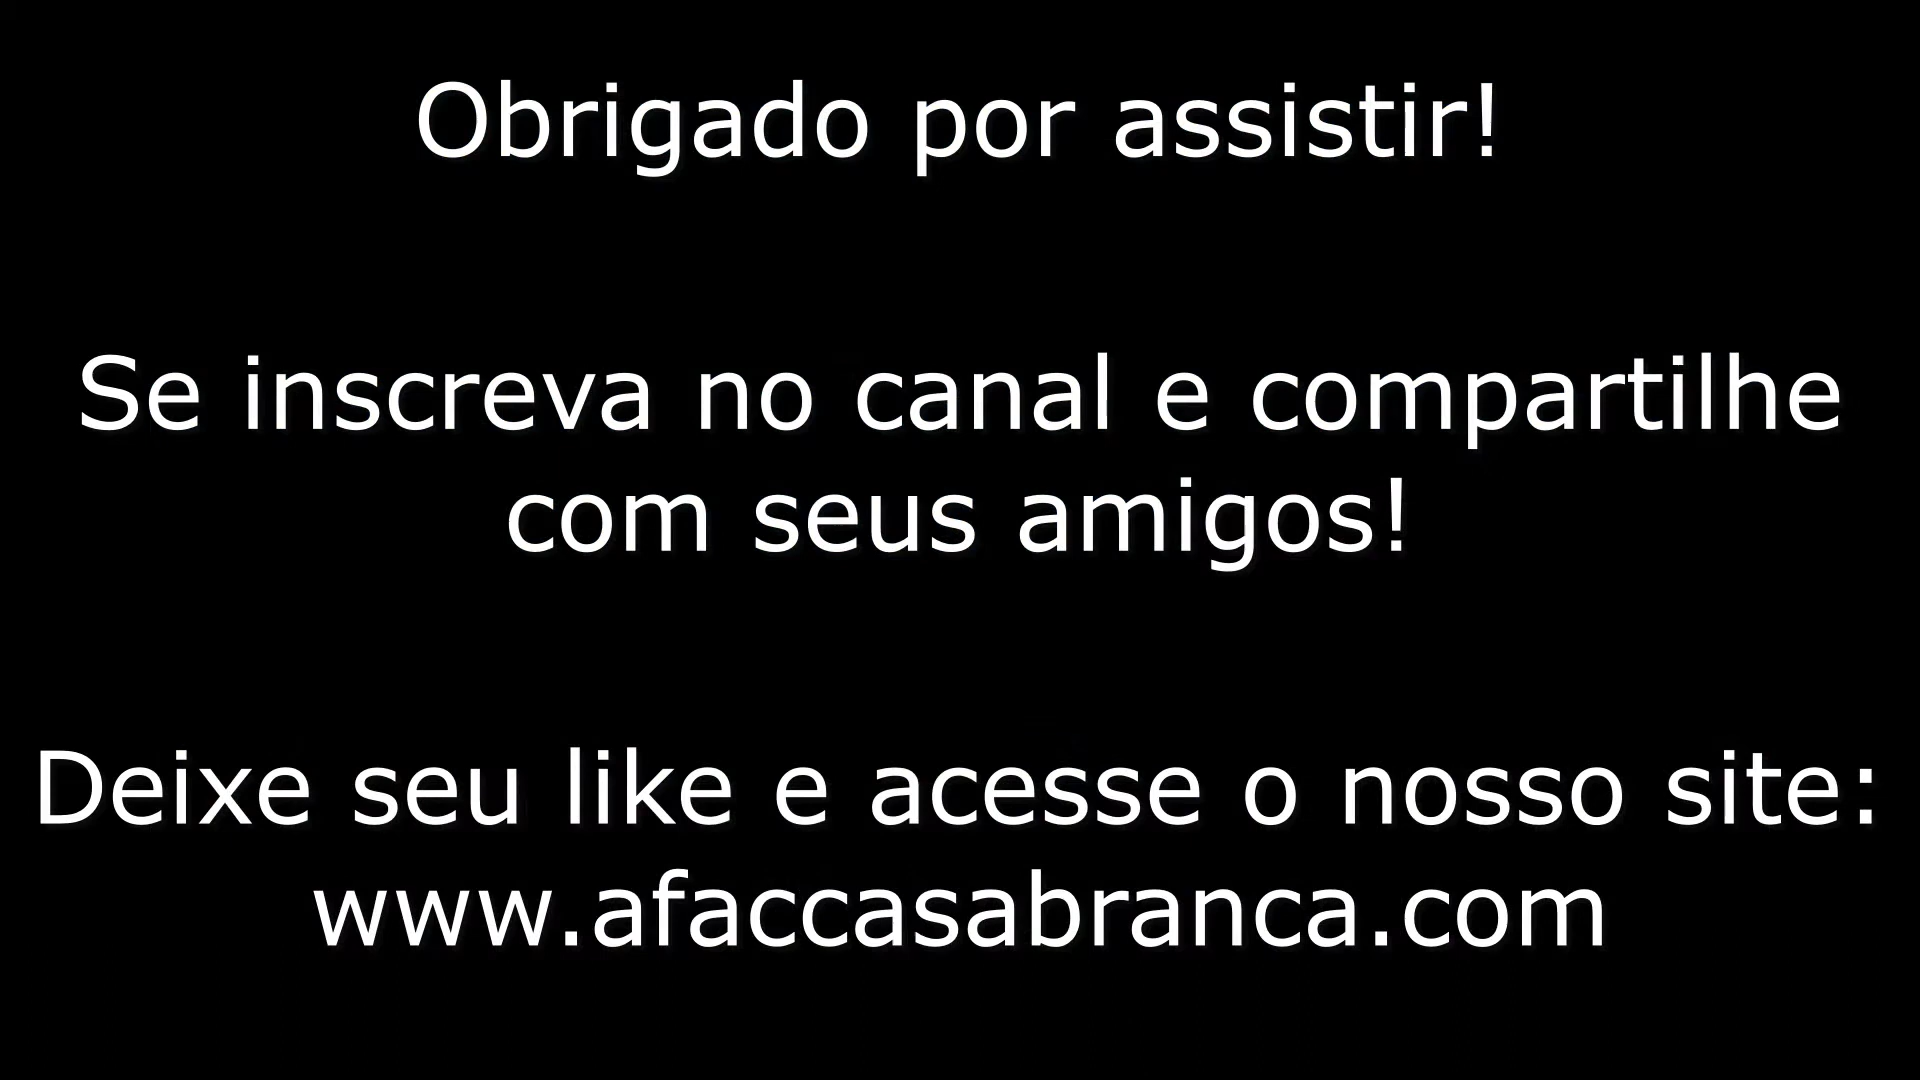 Obrigado por assistir!
Se inscreva no canal e compartilhe
com seus amigos!
Deixe seu like e acesse o nosso site:
www.afaccasabranca.com